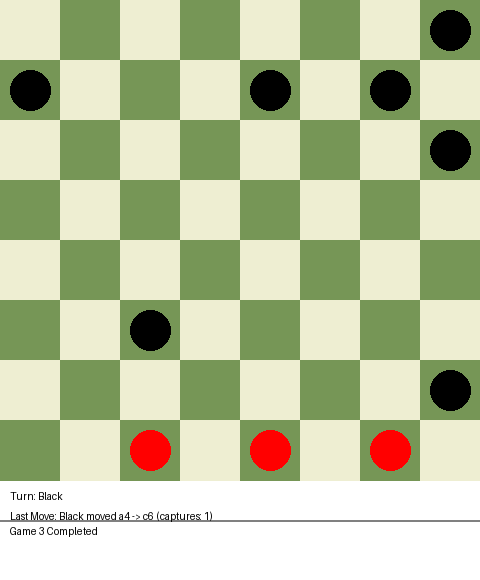 Turn: Black
Last Move: Black moved a4 -> c6 (captures: 1)
Game 3 Completed